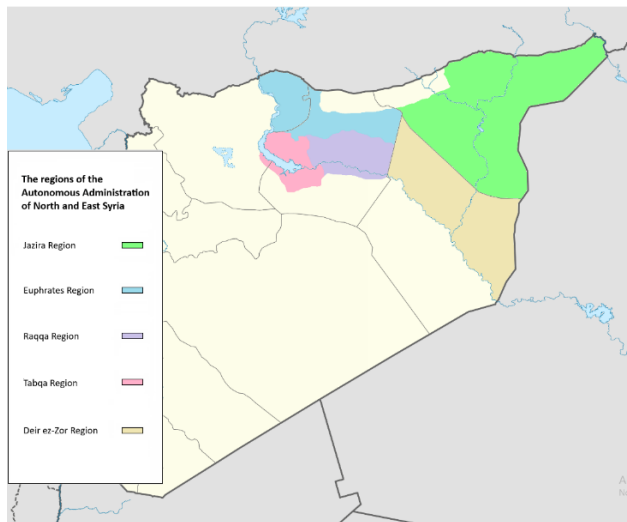 The regions of the
Autonomous Administration
of North and East Syria
Jazira Region
Euphrates Region
Raqqa Region
Tabqa Region
Deir ez-Zor Region